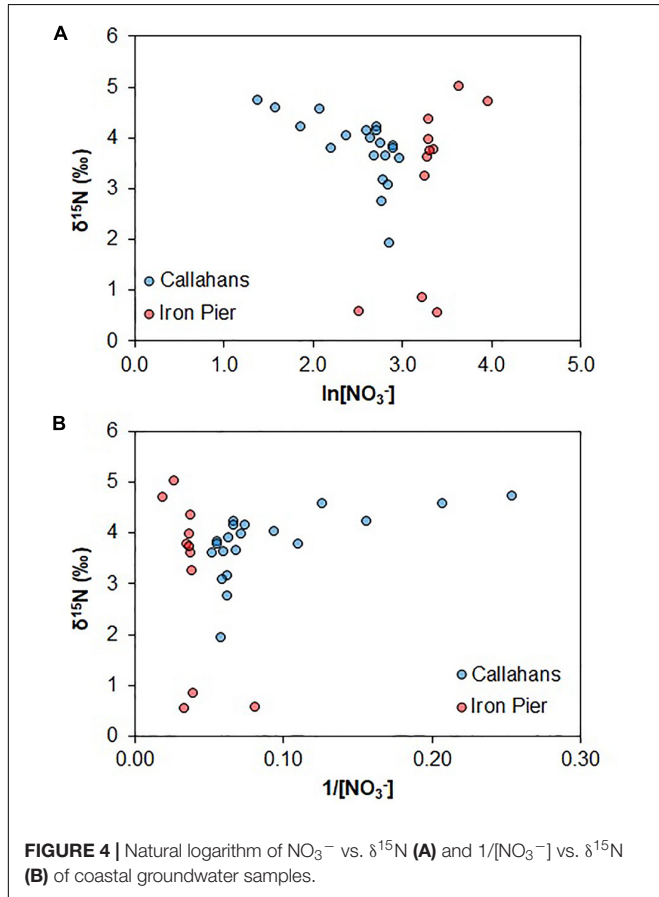 A
6
5
4
3
2
1
0
δ¹⁵N (‰)
Callahans
Iron Pier
0.0 1.0 2.0 3.0 4.0 5.0
ln[NO₃⁻]
B
6
5
4
3
2
1
0
δ¹⁵N (‰)
Callahans
Iron Pier
0.00 0.10 0.20 0.30
1/[NO₃⁻]
FIGURE 4 | Natural logarithm of NO₃⁻ vs. δ¹⁵N (A) and 1/[NO₃⁻] vs. δ¹⁵N
(B) of coastal groundwater samples.